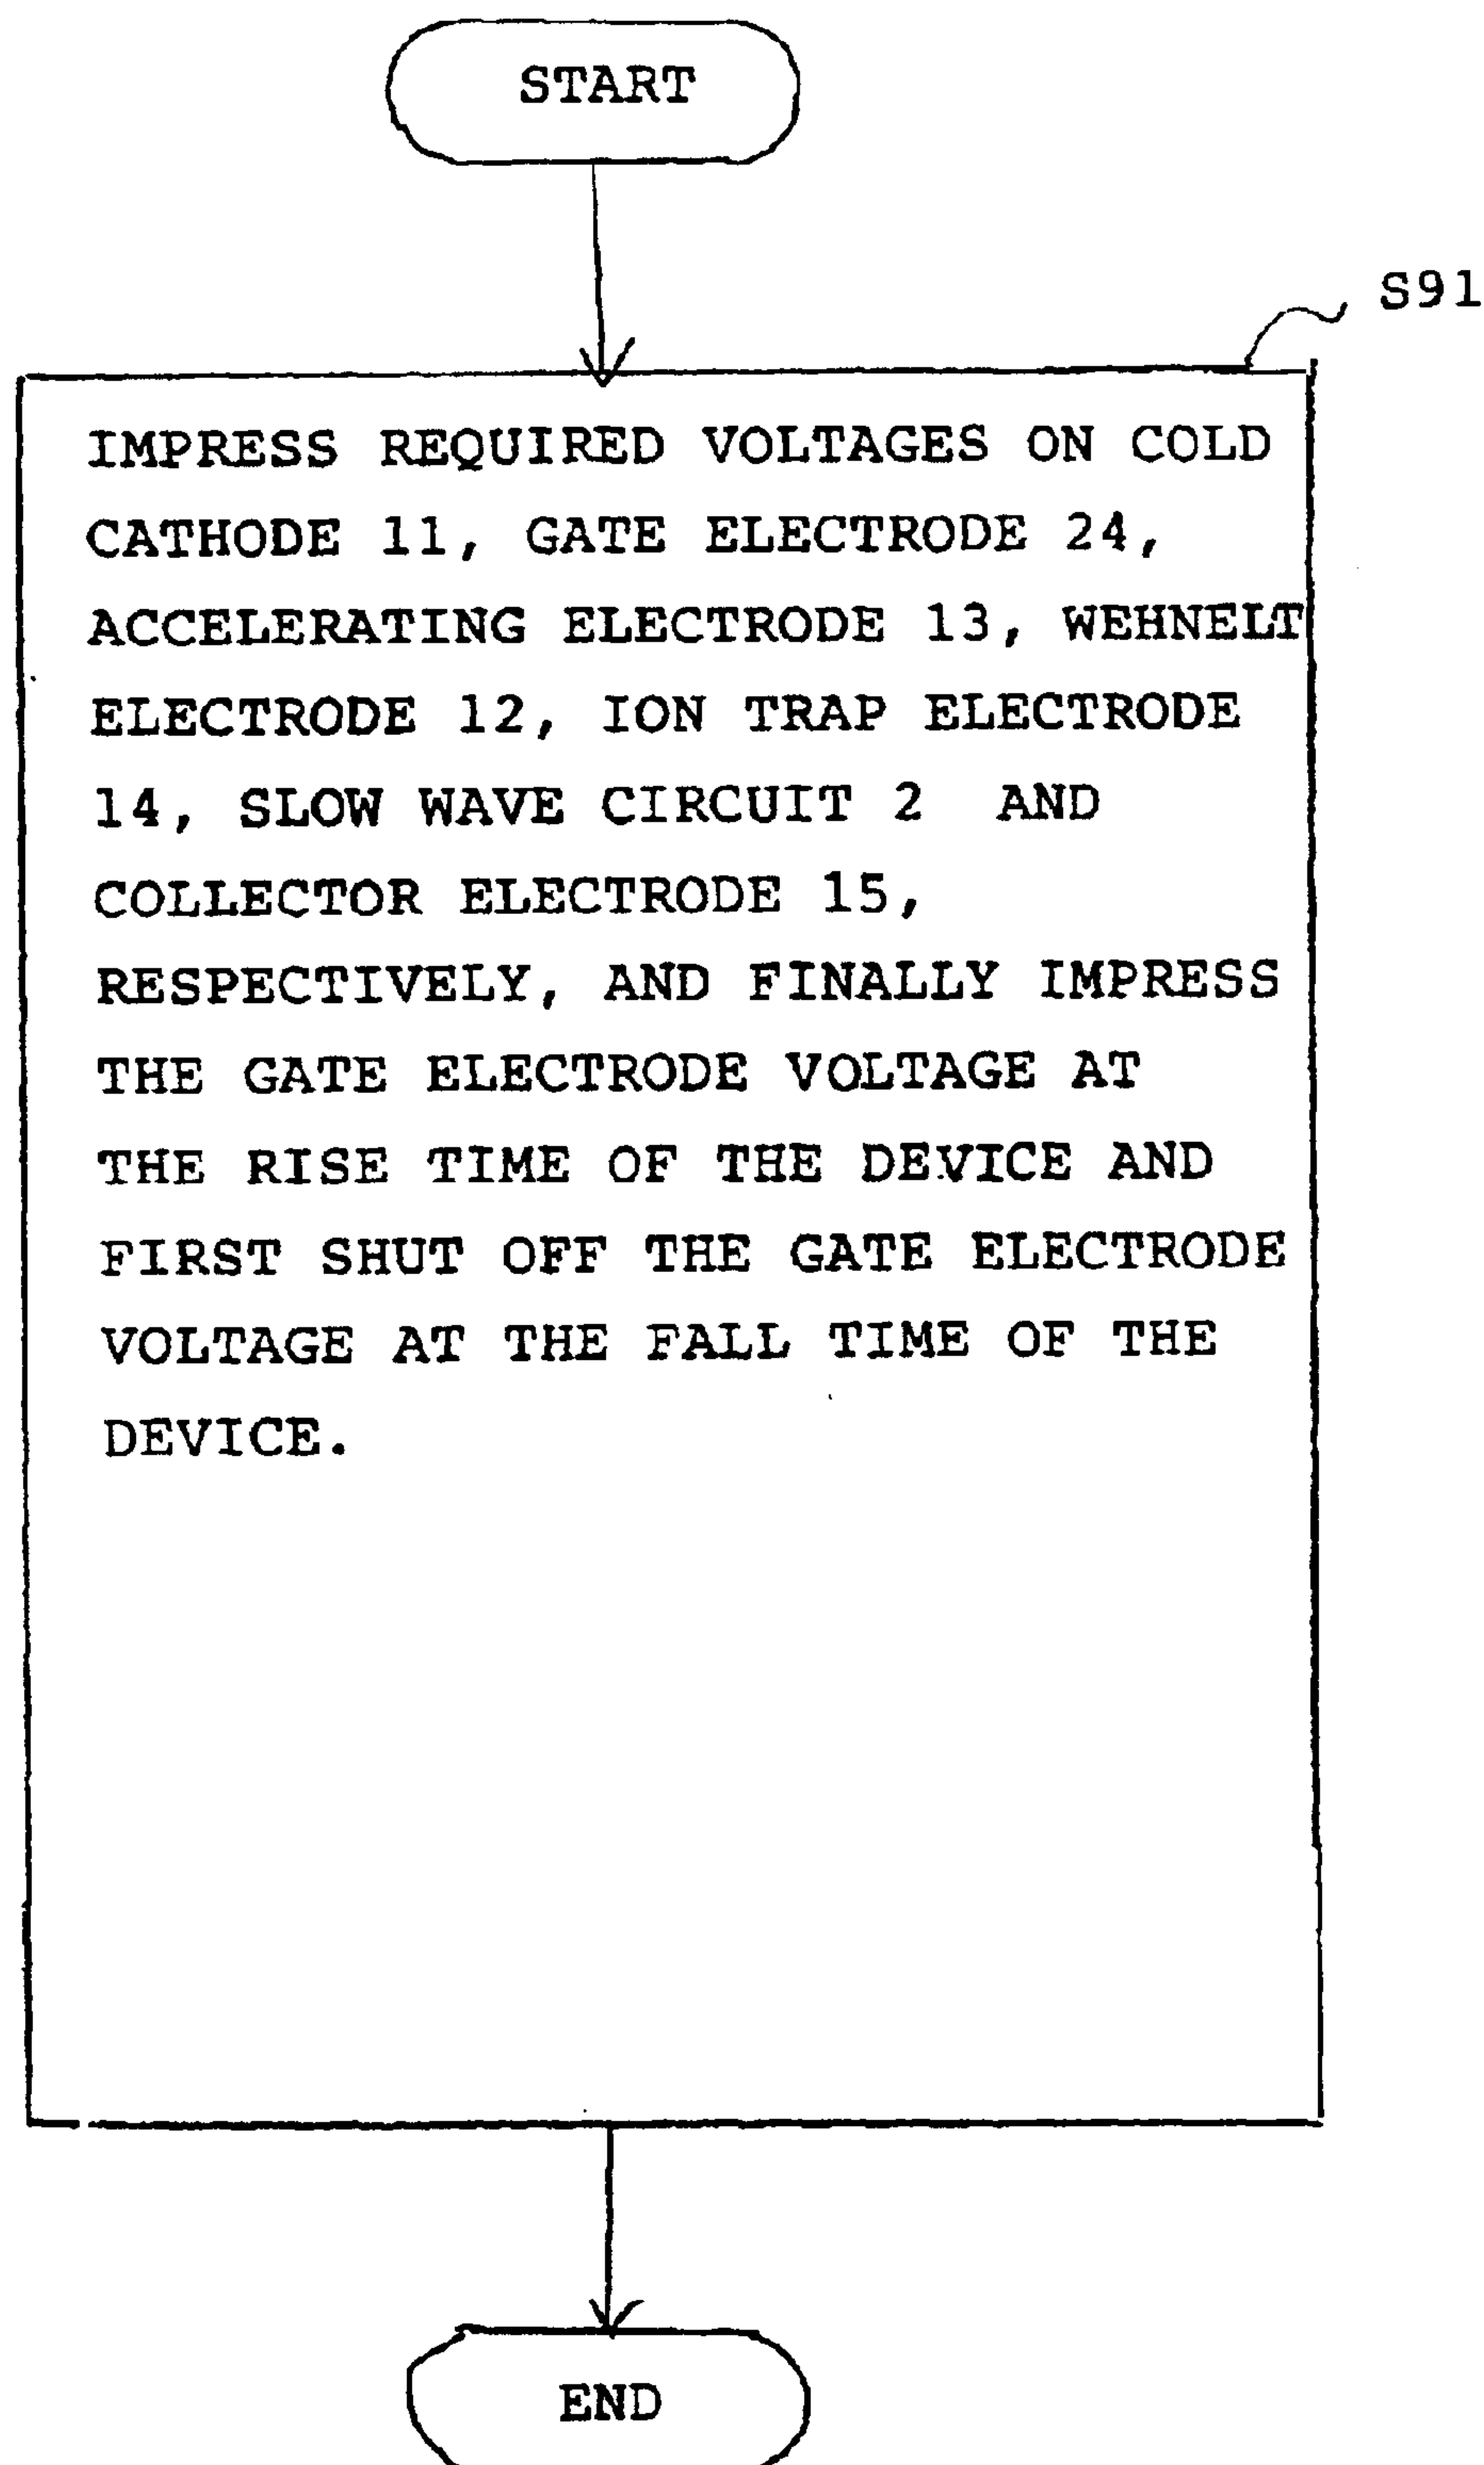 START
S91
IMPRESS REQUIRED VOLTAGES ON COLD
CATHODE 11, GATE ELECTRODE 24,
ACCELERATING ELECTRODE 13, WEHNELT
ELECTRODE 12, ION TRAP ELECTRODE
14, SLOW WAVE CIRCUIT 2 AND
COLLECTOR ELECTRODE 15,
RESPECTIVELY, AND FINALLY IMPRESS
THE GATE ELECTRODE VOLTAGE AT
THE RISE TIME OF THE DEVICE AND
FIRST SHUT OFF THE GATE ELECTRODE
VOLTAGE AT THE FALL TIME OF THE
DEVICE.
END